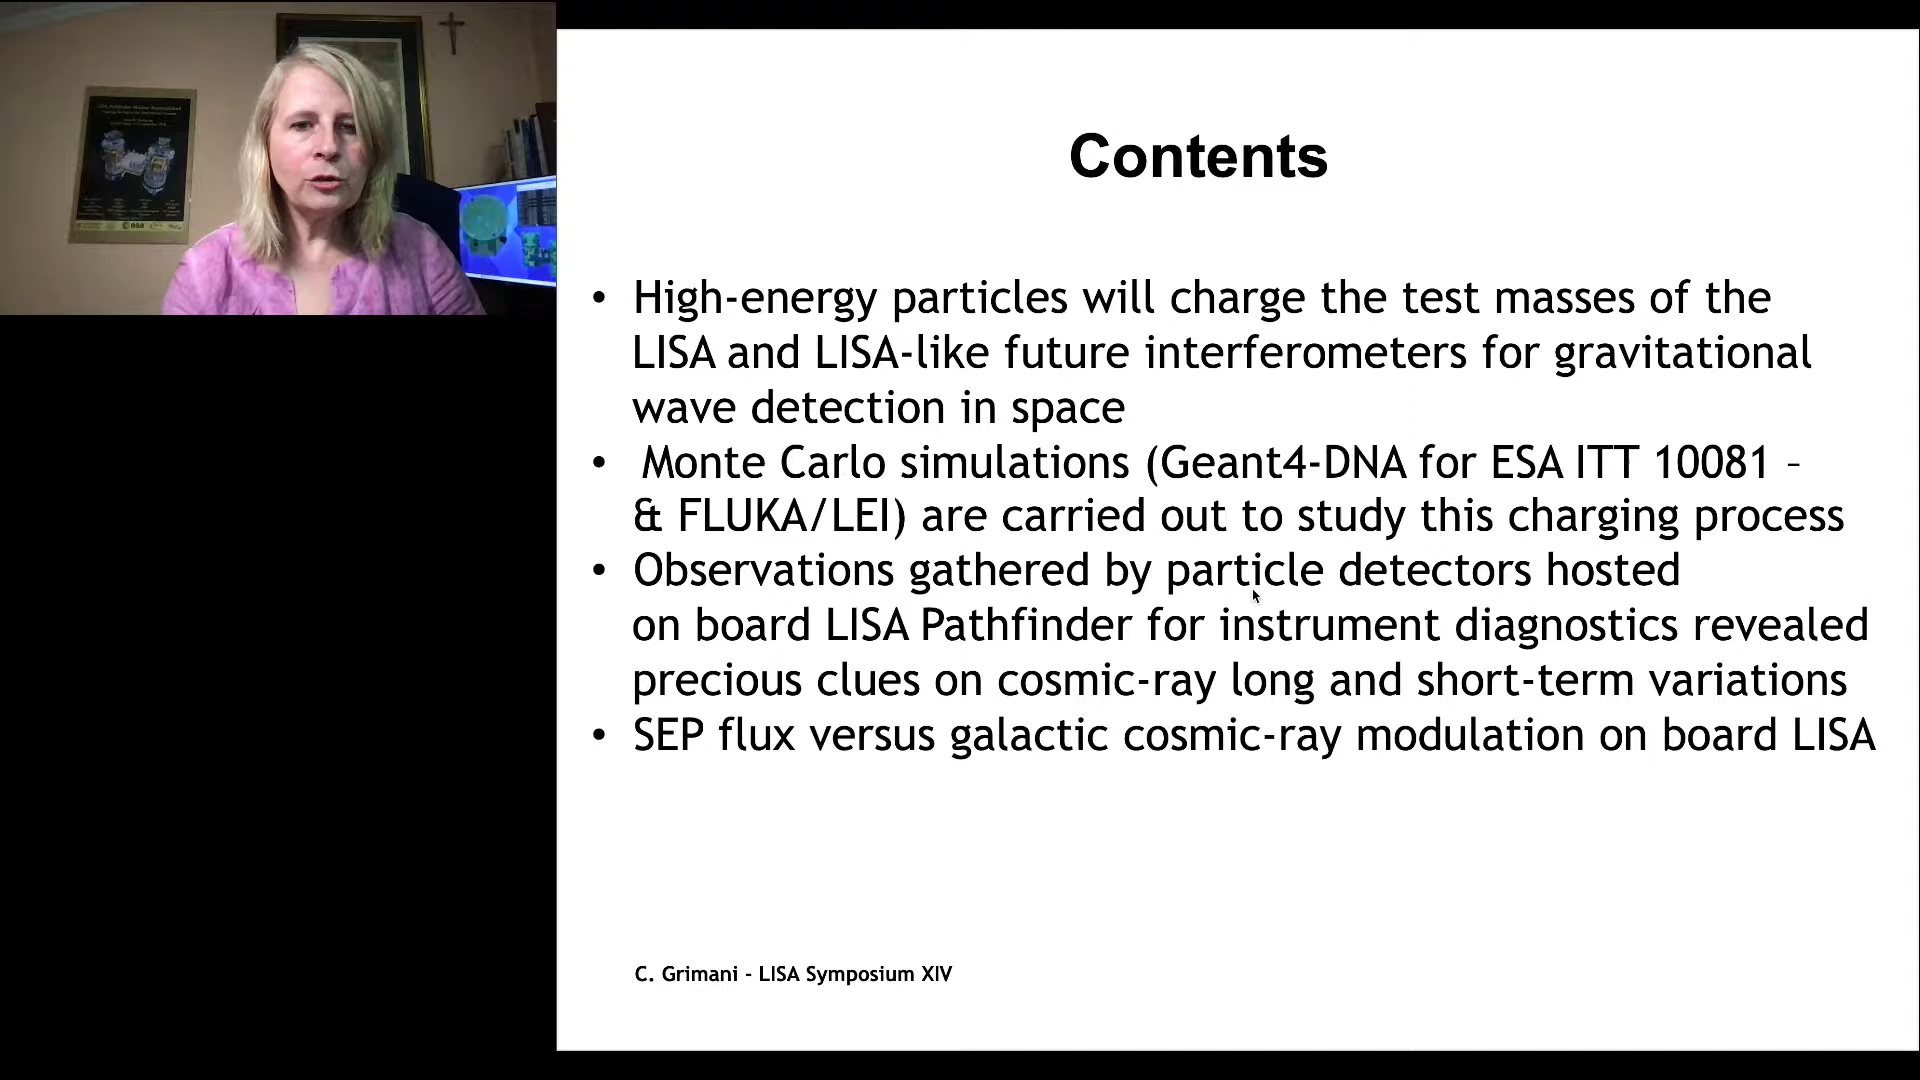 Contents
• High-energy particles will charge the test masses of the
LISA and LISA-like future interferometers for gravitational
wave detection in space
• Monte Carlo simulations (Geant4-DNA for ESA ITT 10081 –
& FLUKA/LEI) are carried out to study this charging process
• Observations gathered by particle detectors hosted
on board LISA Pathfinder for instrument diagnostics revealed
precious clues on cosmic-ray long and short-term variations
• SEP flux versus galactic cosmic-ray modulation on board LISA
C. Grimani - LISA Symposium XIV
esa